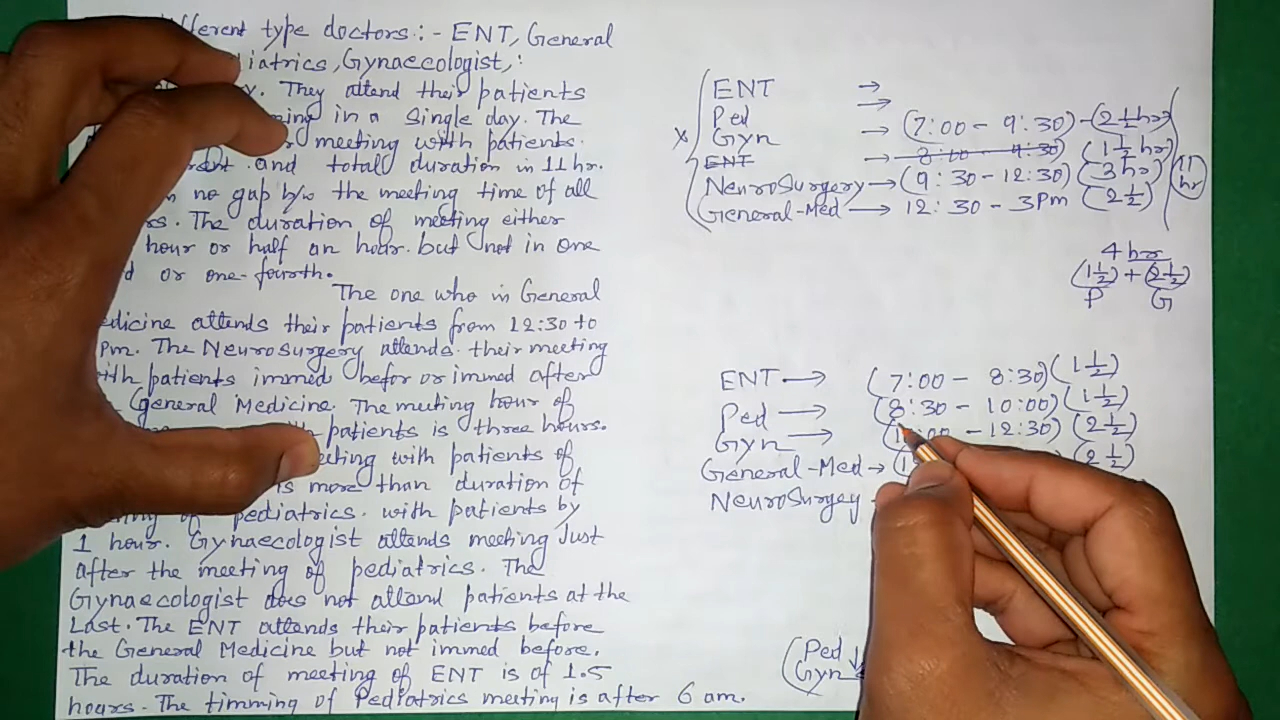 fferent type doctors:- ENT, General
iatrics, Gynaecologist, :
They attend their patients
ing in a Single day. The
meeting with patients.
and total duration in 11 hr.
no gap b/w the meeting time of all
rs. The duration of meeting either
hour or half an hour. but not in one
d or one-fourth.
The one who in General
edicine attends their patients from 12:30 to
pm. The Neurosurgery attends their meeting
ith patients immed befor or immed after
General Medicine. The meeting hour of
patients is three hours.
eeting with patients of
is more than duration of
pediatrics. with patients by
1 hour. Gynaecologist attends meeting Just
after the meeting of pediatrics. The
Gynaecologist does not attend patients at the
Last. The ENT attends their patients before
the General Medicine but not immed before.
The duration of meeting of ENT is of 1.5
hours. The timming of Pediatrics meeting is after 6 am.
x ENT →
Ped →
Gyn → (7:00 - 9:30) - (2 1/2 hr)
ENT → 8:10 - 9:30) (1 1/2 hr)
NeuroSurgery → (9:30 - 12:30) (3 hr)
General-Med → 12:30 - 3 Pm (2 1/2)
11 hr
4 hr
(1 1/2) + (2 1/2)
P G
ENT → (7:00 - 8:30) (1 1/2)
Ped → (8:30 - 10:00) (1 1/2)
Gyn → :00 - 12:30) (2 1/2)
General-Med → (2 1/2)
NeuroSurgey
Ped ↓
Gyn